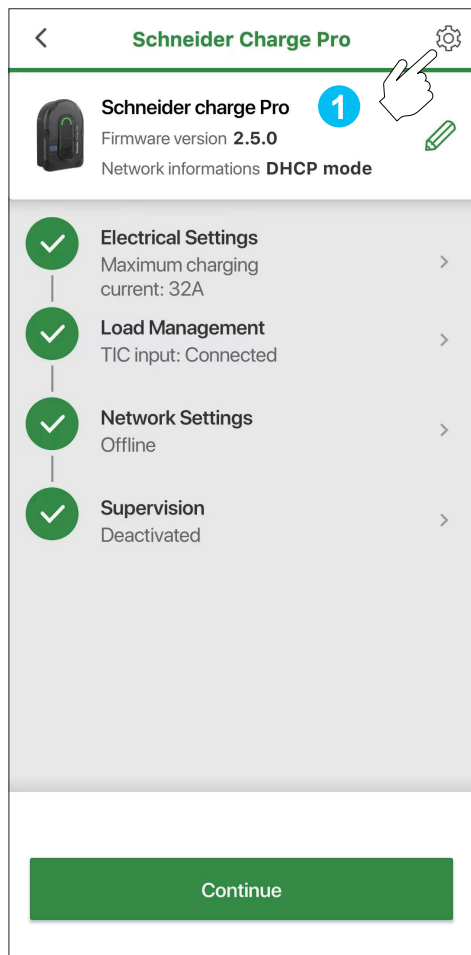 Schneider Charge Pro
Schneider charge Pro
1
Firmware version 2.5.0
Network informations DHCP mode
Electrical Settings
Maximum charging
current: 32A
Load Management
TIC input: Connected
Network Settings
Offline
Supervision
Deactivated
Continue